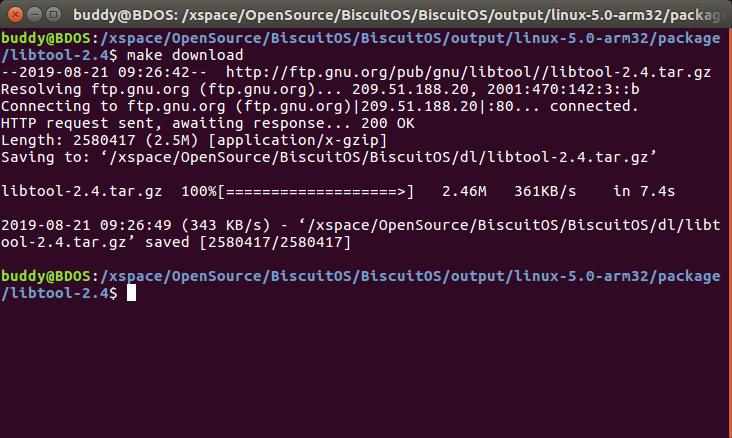 buddy@BDOS: /xspace/OpenSource/BiscuitOS/BiscuitOS/output/linux-5.0-arm32/packag
buddy@BDOS:/xspace/OpenSource/BiscuitOS/BiscuitOS/output/linux-5.0-arm32/package
/libtool-2.4$ make download
--2019-08-21 09:26:42--  http://ftp.gnu.org/pub/gnu/libtool//libtool-2.4.tar.gz
Resolving ftp.gnu.org (ftp.gnu.org)... 209.51.188.20, 2001:470:142:3::b
Connecting to ftp.gnu.org (ftp.gnu.org)|209.51.188.20|:80... connected.
HTTP request sent, awaiting response... 200 OK
Length: 2580417 (2.5M) [application/x-gzip]
Saving to: ‘/xspace/OpenSource/BiscuitOS/BiscuitOS/dl/libtool-2.4.tar.gz’
libtool-2.4.tar.gz  100%[===================>]   2.46M   361KB/s    in 7.4s
2019-08-21 09:26:49 (343 KB/s) - ‘/xspace/OpenSource/BiscuitOS/BiscuitOS/dl/libt
ool-2.4.tar.gz’ saved [2580417/2580417]
buddy@BDOS:/xspace/OpenSource/BiscuitOS/BiscuitOS/output/linux-5.0-arm32/package
/libtool-2.4$